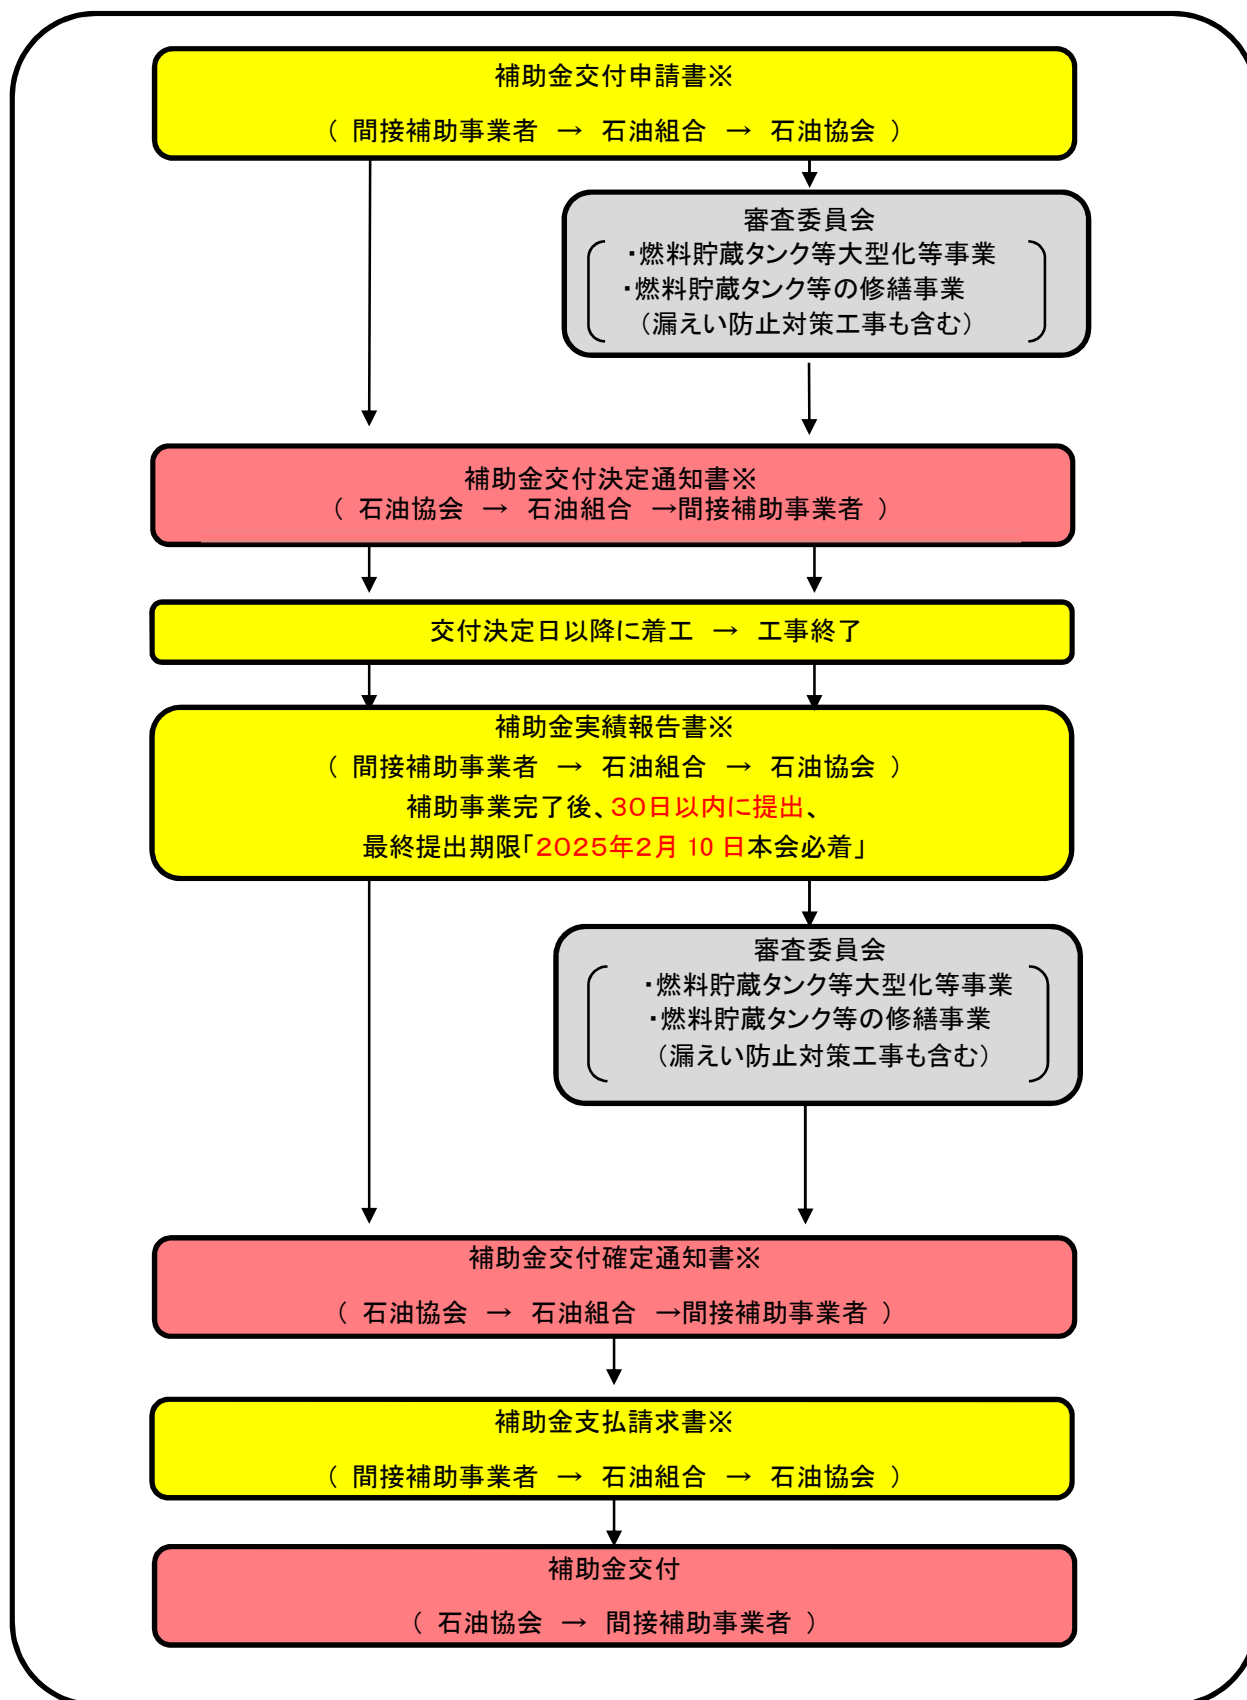 補助金交付申請書※
（ 間接補助事業者 → 石油組合 → 石油協会 ）
審査委員会
・燃料貯蔵タンク等大型化等事業
・燃料貯蔵タンク等の修繕事業
（漏えい防止対策工事も含む）
補助金交付決定通知書※
（ 石油協会 → 石油組合 →間接補助事業者 ）
交付決定日以降に着工 → 工事終了
補助金実績報告書※
（ 間接補助事業者 → 石油組合 → 石油協会 ）
補助事業完了後、３０日以内に提出、
最終提出期限「２０２５年２月 10 日本会必着」
審査委員会
・燃料貯蔵タンク等大型化等事業
・燃料貯蔵タンク等の修繕事業
（漏えい防止対策工事も含む）
補助金交付確定通知書※
（ 石油協会 → 石油組合 →間接補助事業者 ）
補助金支払請求書※
（ 間接補助事業者 → 石油組合 → 石油協会 ）
補助金交付
（ 石油協会 → 間接補助事業者 ）